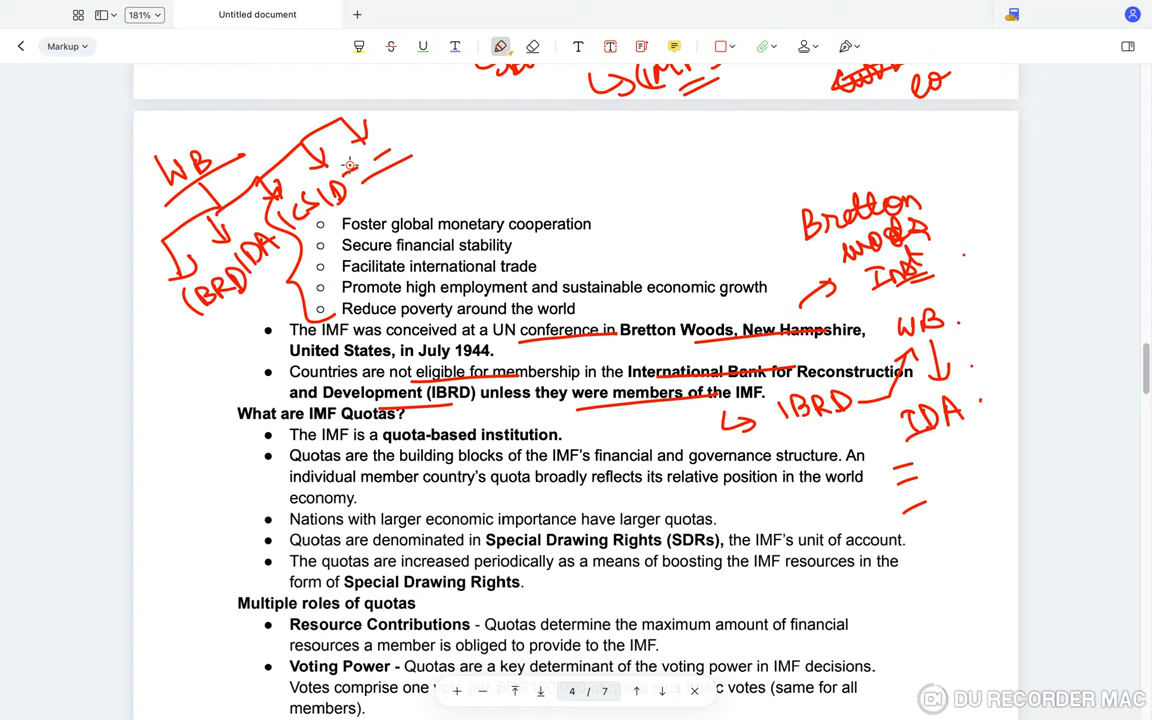 181%
Untitled document
Markup
IMF
WB
ICSID
IDA
IBRD
Bretton
woods
Inst
Foster global monetary cooperation
Secure financial stability
Facilitate international trade
Promote high employment and sustainable economic growth
Reduce poverty around the world
The IMF was conceived at a UN conference in Bretton Woods, New Hampshire,
United States, in July 1944.
WB
Countries are not eligible for membership in the International Bank for Reconstruction
and Development (IBRD) unless they were members of the IMF.
IBRD
IDA
What are IMF Quotas?
The IMF is a quota-based institution.
Quotas are the building blocks of the IMF's financial and governance structure. An
individual member country's quota broadly reflects its relative position in the world
economy.
Nations with larger economic importance have larger quotas.
Quotas are denominated in Special Drawing Rights (SDRs), the IMF's unit of account.
The quotas are increased periodically as a means of boosting the IMF resources in the
form of Special Drawing Rights.
Multiple roles of quotas
Resource Contributions - Quotas determine the maximum amount of financial
resources a member is obliged to provide to the IMF.
Voting Power - Quotas are a key determinant of the voting power in IMF decisions.
Votes comprise one votes (same for all
members).
4 / 7
DU RECORDER MAC